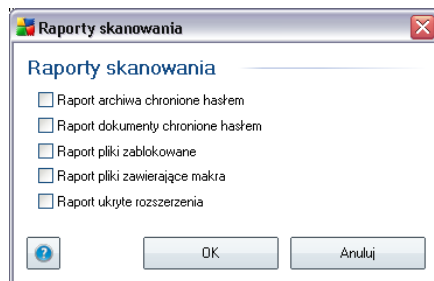 Raporty skanowania
Raporty skanowania
Raport archiwa chronione hasłem
Raport dokumenty chronione hasłem
Raport pliki zablokowane
Raport pliki zawierające makra
Raport ukryte rozszerzenia
?
OK
Anuluj